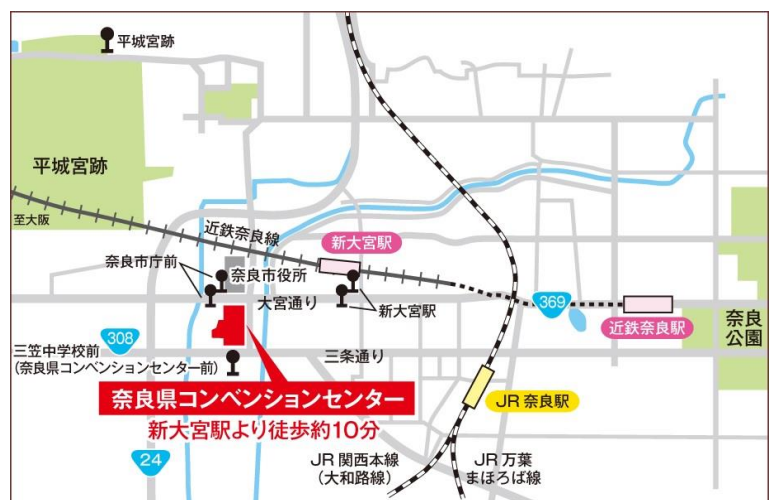 平城宮跡
平城宮跡
至大阪
近鉄奈良線
新大宮駅
奈良市庁前
奈良市役所
大宮通り
新大宮駅
369
近鉄奈良駅
奈良
公園
308
三笠中学校前
(奈良県コンベンションセンター前)
三条通り
奈良県コンベンションセンター
新大宮駅より徒歩約10分
JR 奈良駅
24
JR 関西本線
(大和路線)
JR 万葉
まほろば線